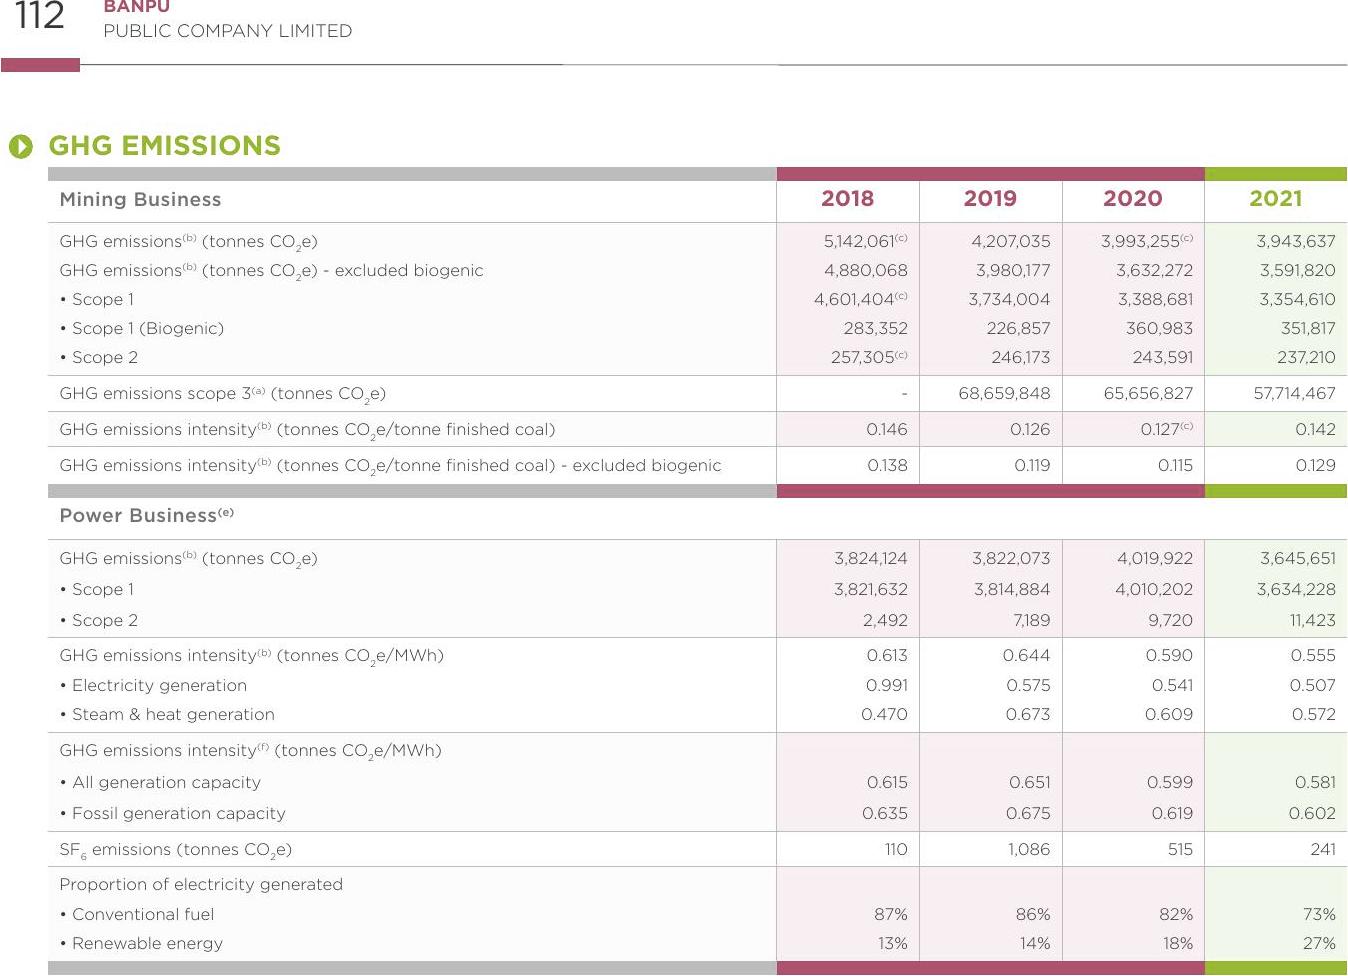 112
BANPU
PUBLIC COMPANY LIMITED
GHG EMISSIONS
Mining Business 2018 2019 2020 2021
GHG emissions(b) (tonnes CO2e) 5,142,061(c) 4,207,035 3,993,255(c) 3,943,637
GHG emissions(b) (tonnes CO2e) - excluded biogenic 4,880,068 3,980,177 3,632,272 3,591,820
• Scope 1 4,601,404(c) 3,734,004 3,388,681 3,354,610
• Scope 1 (Biogenic) 283,352 226,857 360,983 351,817
• Scope 2 257,305(c) 246,173 243,591 237,210
GHG emissions scope 3(a) (tonnes CO2e) - 68,659,848 65,656,827 57,714,467
GHG emissions intensity(b) (tonnes CO2e/tonne finished coal) 0.146 0.126 0.127(c) 0.142
GHG emissions intensity(b) (tonnes CO2e/tonne finished coal) - excluded biogenic 0.138 0.119 0.115 0.129
Power Business(e)
GHG emissions(b) (tonnes CO2e) 3,824,124 3,822,073 4,019,922 3,645,651
• Scope 1 3,821,632 3,814,884 4,010,202 3,634,228
• Scope 2 2,492 7,189 9,720 11,423
GHG emissions intensity(b) (tonnes CO2e/MWh) 0.613 0.644 0.590 0.555
• Electricity generation 0.991 0.575 0.541 0.507
• Steam & heat generation 0.470 0.673 0.609 0.572
GHG emissions intensity(f) (tonnes CO2e/MWh)
• All generation capacity 0.615 0.651 0.599 0.581
• Fossil generation capacity 0.635 0.675 0.619 0.602
SF6 emissions (tonnes CO2e) 110 1,086 515 241
Proportion of electricity generated
• Conventional fuel 87% 86% 82% 73%
• Renewable energy 13% 14% 18% 27%